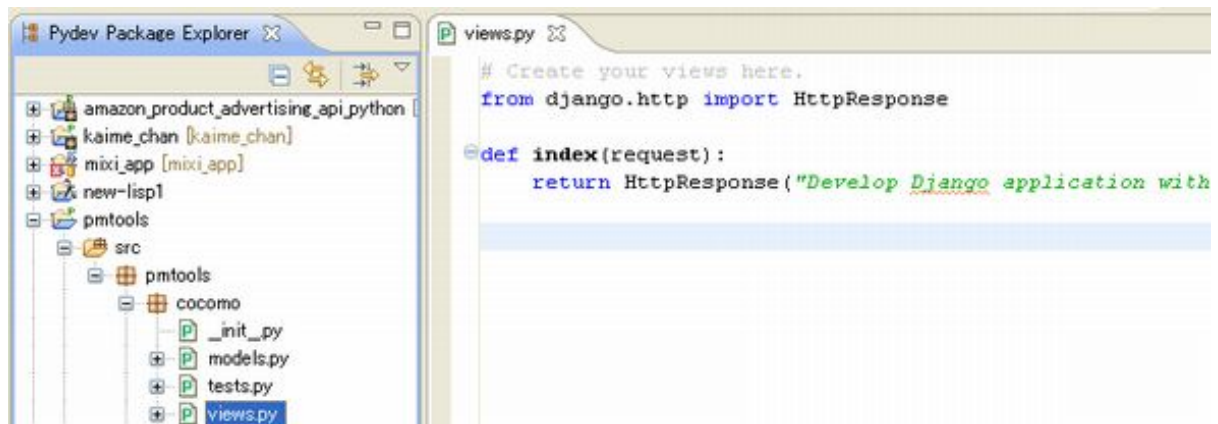 Pydev Package Explorer
amazon_product_advertising_api_python [
kaime_chan [kaime_chan]
mixi_app [mixi_app]
new-lisp1
pmtools
src
pmtools
cocomo
__init__.py
models.py
tests.py
views.py
views.py
# Create your views here.
from django.http import HttpResponse
def index(request):
return HttpResponse("Develop Django application with